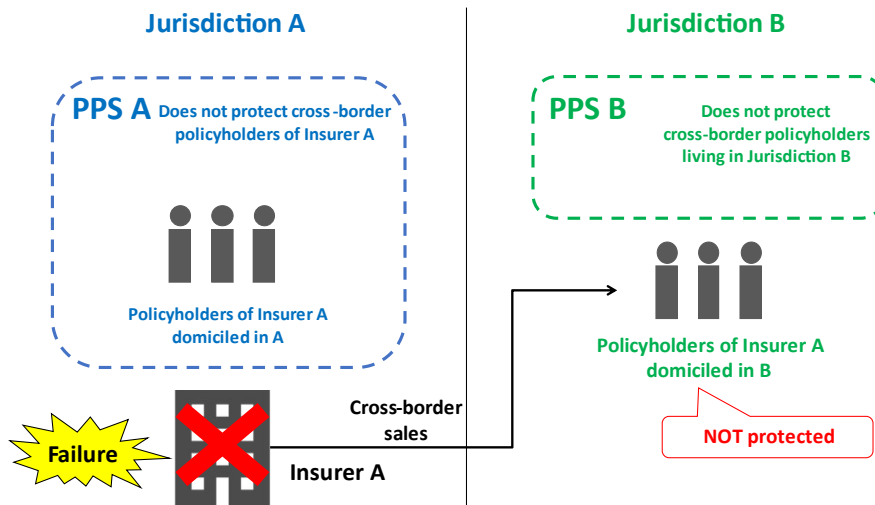 Jurisdiction A
PPS A
Does not protect cross-border
policyholders of Insurer A
Policyholders of Insurer A
domiciled in A
Failure
Insurer A
Cross-border
sales
Jurisdiction B
PPS B
Does not protect
cross-border policyholders
living in Jurisdiction B
Policyholders of Insurer A
domiciled in B
NOT protected